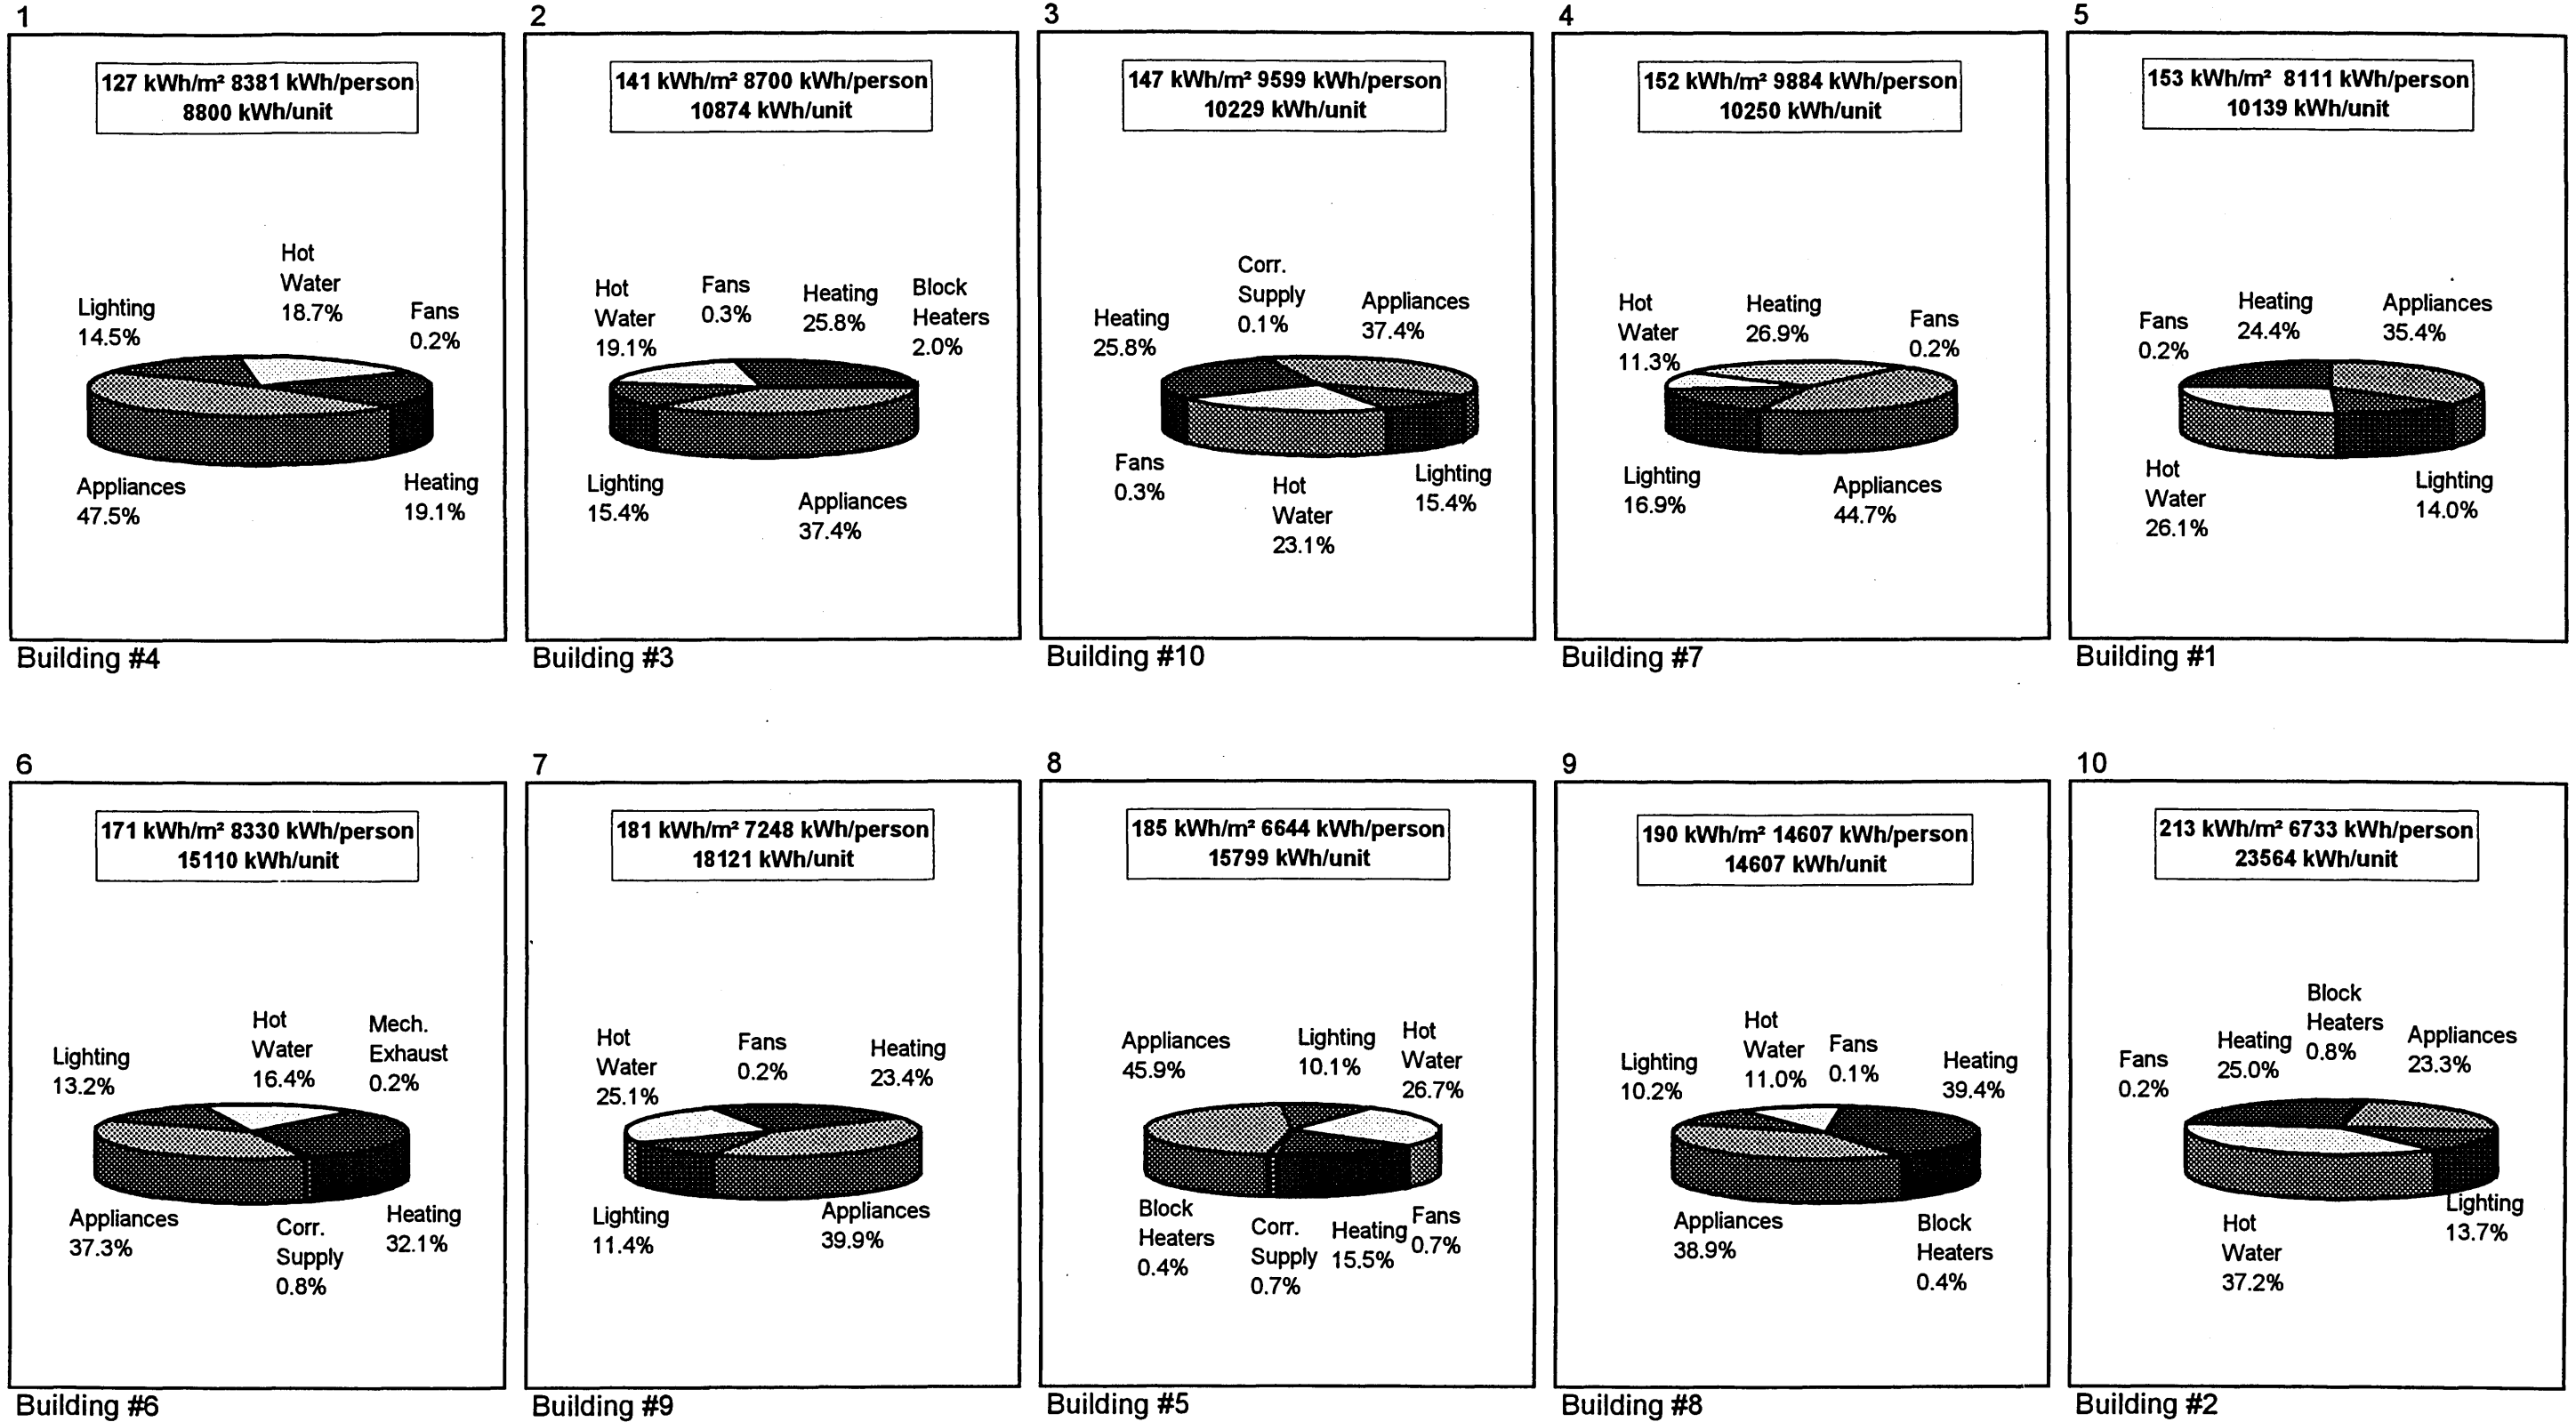 1
127 kWh/m² 8381 kWh/person
8800 kWh/unit
Lighting
14.5%
Hot
Water
18.7%
Fans
0.2%
Appliances
47.5%
Heating
19.1%
Building #4
2
141 kWh/m² 8700 kWh/person
10874 kWh/unit
Hot
Water
19.1%
Fans
0.3%
Heating
25.8%
Block
Heaters
2.0%
Lighting
15.4%
Appliances
37.4%
Building #3
3
147 kWh/m² 9599 kWh/person
10229 kWh/unit
Heating
25.8%
Corr.
Supply
0.1%
Appliances
37.4%
Fans
0.3%
Hot
Water
23.1%
Lighting
15.4%
Building #10
4
152 kWh/m² 9884 kWh/person
10250 kWh/unit
Hot
Water
11.3%
Heating
26.9%
Fans
0.2%
Lighting
16.9%
Appliances
44.7%
Building #7
5
153 kWh/m² 8111 kWh/person
10139 kWh/unit
Fans
0.2%
Heating
24.4%
Appliances
35.4%
Hot
Water
26.1%
Lighting
14.0%
Building #1
6
171 kWh/m² 8330 kWh/person
15110 kWh/unit
Lighting
13.2%
Hot
Water
16.4%
Mech.
Exhaust
0.2%
Appliances
37.3%
Corr.
Supply
0.8%
Heating
32.1%
Building #6
7
181 kWh/m² 7248 kWh/person
18121 kWh/unit
Hot
Water
25.1%
Fans
0.2%
Heating
23.4%
Lighting
11.4%
Appliances
39.9%
Building #9
8
185 kWh/m² 6644 kWh/person
15799 kWh/unit
Appliances
45.9%
Lighting
10.1%
Hot
Water
26.7%
Block
Heaters
0.4%
Corr.
Supply
0.7%
Heating
15.5%
Fans
0.7%
Building #5
9
190 kWh/m² 14607 kWh/person
14607 kWh/unit
Lighting
10.2%
Hot
Water
11.0%
Fans
0.1%
Heating
39.4%
Appliances
38.9%
Block
Heaters
0.4%
Building #8
10
213 kWh/m² 6733 kWh/person
23564 kWh/unit
Fans
0.2%
Heating
25.0%
Block
Heaters
0.8%
Appliances
23.3%
Hot
Water
37.2%
Lighting
13.7%
Building #2